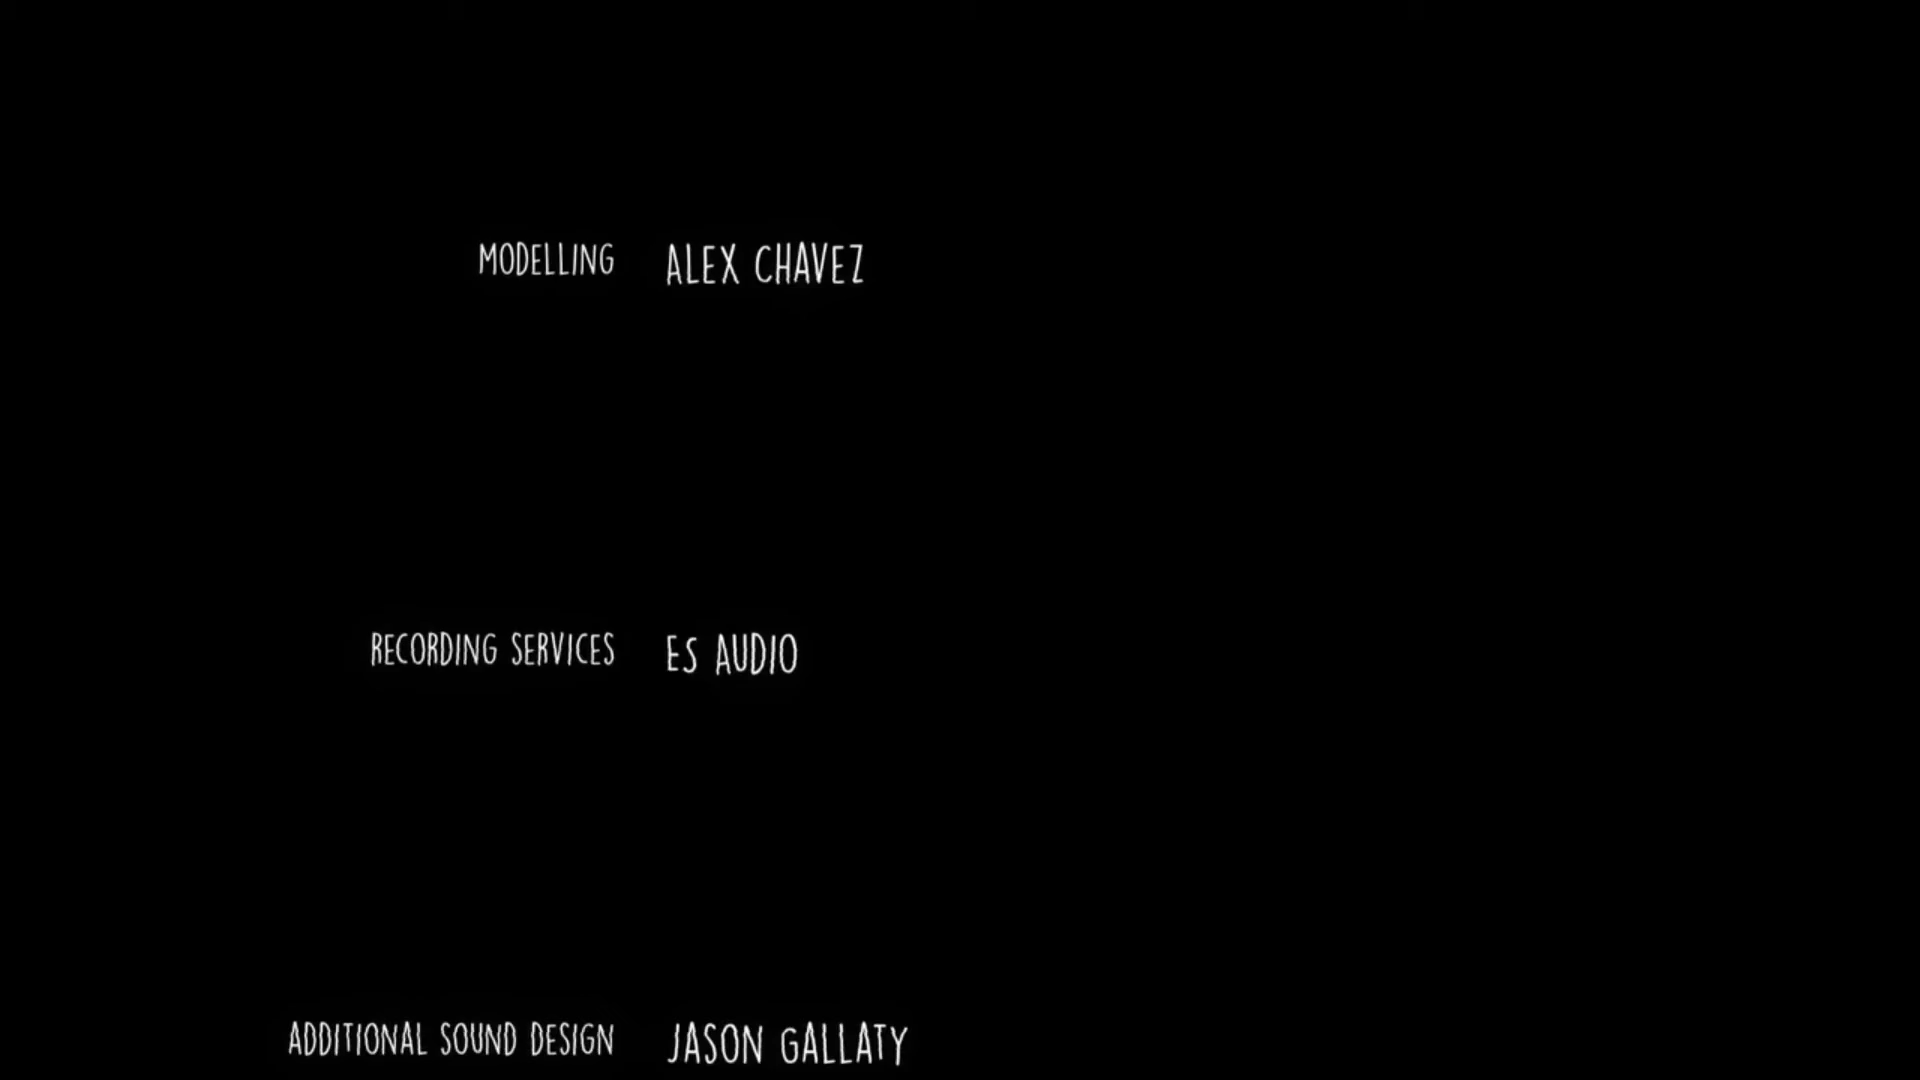 MODELLING ALEX CHAVEZ
RECORDING SERVICES ES AUDIO
ADDITIONAL SOUND DESIGN JASON GALLATY